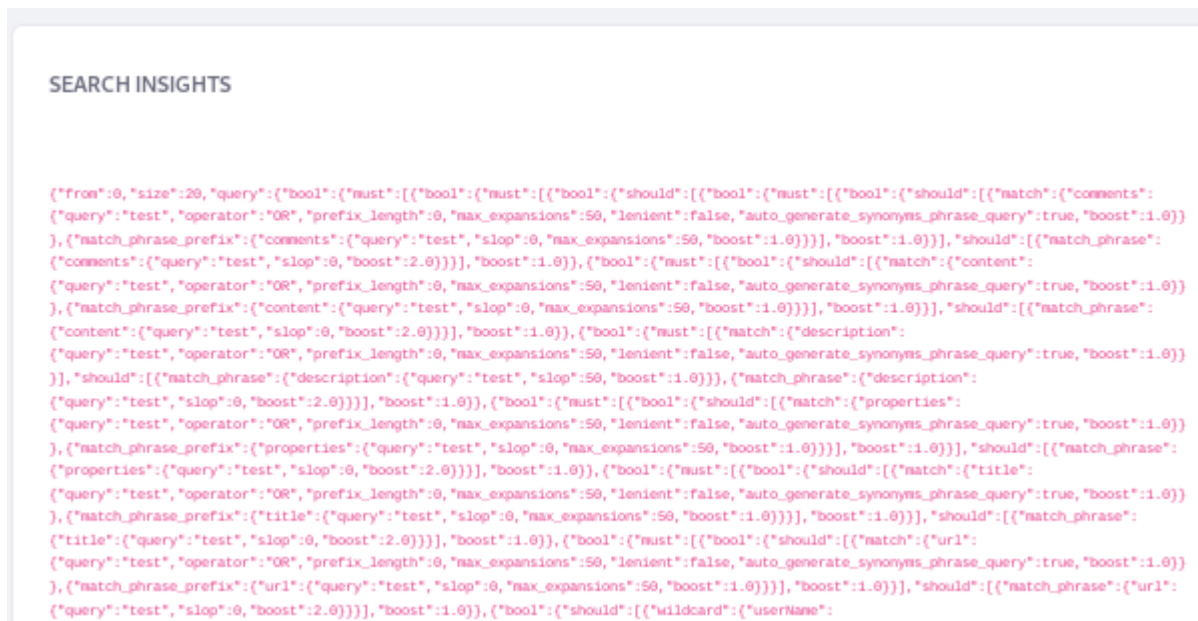 SEARCH INSIGHTS
{"from":0,"size":20,"query":{"bool":{"must":[{"bool":{"must":[{"bool":{"should":[{"bool":{"must":[{"bool":{"should":[{"match":{"comments":
{"query":"test","operator":"OR","prefix_length":0,"max_expansions":50,"lenient":false,"auto_generate_synonyms_phrase_query":true,"boost":1.0}}
},{"match_phrase_prefix":{"comments":{"query":"test","slop":0,"max_expansions":50,"boost":1.0}}}],"boost":1.0}}],"should":[{"match_phrase":
{"comments":{"query":"test","slop":0,"boost":2.0}}}],"boost":1.0}},{"bool":{"must":[{"bool":{"should":[{"match":{"content":
{"query":"test","operator":"OR","prefix_length":0,"max_expansions":50,"lenient":false,"auto_generate_synonyms_phrase_query":true,"boost":1.0}}
},{"match_phrase_prefix":{"content":{"query":"test","slop":0,"max_expansions":50,"boost":1.0}}}],"boost":1.0}}],"should":[{"match_phrase":
{"content":{"query":"test","slop":0,"boost":2.0}}}],"boost":1.0}},{"bool":{"must":[{"match":{"description":
{"query":"test","operator":"OR","prefix_length":0,"max_expansions":50,"lenient":false,"auto_generate_synonyms_phrase_query":true,"boost":1.0}}
}],"should":[{"match_phrase":{"description":{"query":"test","slop":50,"boost":1.0}}},{"match_phrase":{"description":
{"query":"test","slop":0,"boost":2.0}}}],"boost":1.0}},{"bool":{"must":[{"bool":{"should":[{"match":{"properties":
{"query":"test","operator":"OR","prefix_length":0,"max_expansions":50,"lenient":false,"auto_generate_synonyms_phrase_query":true,"boost":1.0}}
},{"match_phrase_prefix":{"properties":{"query":"test","slop":0,"max_expansions":50,"boost":1.0}}}],"boost":1.0}}],"should":[{"match_phrase":
{"properties":{"query":"test","slop":0,"boost":2.0}}}],"boost":1.0}},{"bool":{"must":[{"bool":{"should":[{"match":{"title":
{"query":"test","operator":"OR","prefix_length":0,"max_expansions":50,"lenient":false,"auto_generate_synonyms_phrase_query":true,"boost":1.0}}
},{"match_phrase_prefix":{"title":{"query":"test","slop":0,"max_expansions":50,"boost":1.0}}}],"boost":1.0}}],"should":[{"match_phrase":
{"title":{"query":"test","slop":0,"boost":2.0}}}],"boost":1.0}},{"bool":{"must":[{"bool":{"should":[{"match":{"url":
{"query":"test","operator":"OR","prefix_length":0,"max_expansions":50,"lenient":false,"auto_generate_synonyms_phrase_query":true,"boost":1.0}}
},{"match_phrase_prefix":{"url":{"query":"test","slop":0,"max_expansions":50,"boost":1.0}}}],"boost":1.0}}],"should":[{"match_phrase":{"url":
{"query":"test","slop":0,"boost":2.0}}}],"boost":1.0}},{"bool":{"should":[{"wildcard":{"userName":